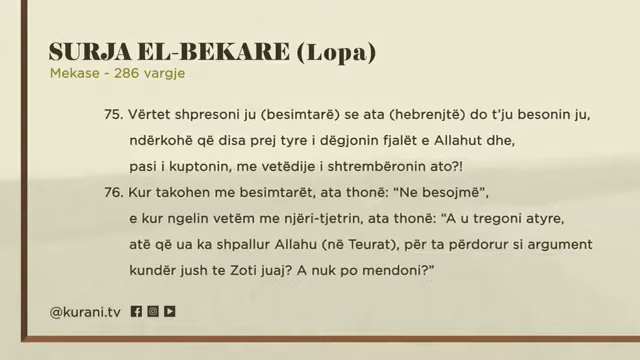 SURJA EL-BEKARE (Lopa)
Mekase - 286 vargje
75. Vërtet shpresoni ju (besimtarë) se ata (hebrenjtë) do t’ju besonin ju,
ndërkohë që disa prej tyre i dëgjonin fjalët e Allahut dhe,
pasi i kuptonin, me vetëdije i shtrembëronin ato?!
76. Kur takohen me besimtarët, ata thonë: “Ne besojmë”,
e kur ngelin vetëm me njëri-tjetrin, ata thonë: “A u tregoni atyre,
atë që ua ka shpallur Allahu (në Teurat), për ta përdorur si argument
kundër jush te Zoti juaj? A nuk po mendoni?”
@kurani.tv